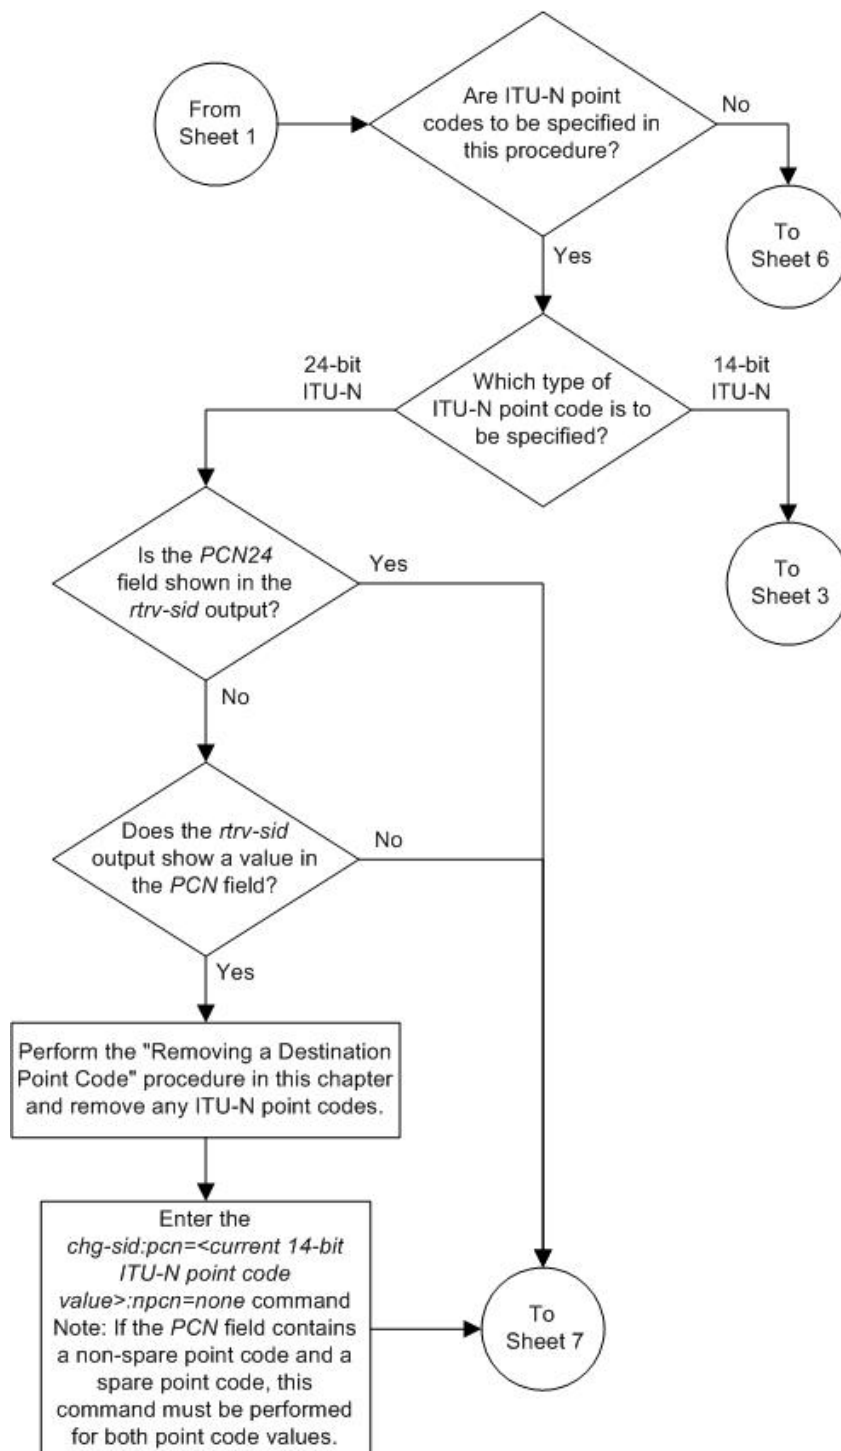 From
Sheet 1
Are ITU-N point
codes to be specified in
this procedure?
No
To
Sheet 6
Yes
24-bit
ITU-N
Which type of
ITU-N point code is to
be specified?
14-bit
ITU-N
To
Sheet 3
Is the PCN24
field shown in the
rtrv-sid output?
Yes
No
Does the rtrv-sid
output show a value in
the PCN field?
No
Yes
Perform the "Removing a Destination
Point Code" procedure in this chapter
and remove any ITU-N point codes.
Enter the
chg-sid:pcn=<current 14-bit
ITU-N point code
value>:npcn=none command
Note: If the PCN field contains
a non-spare point code and a
spare point code, this
command must be performed
for both point code values.
To
Sheet 7